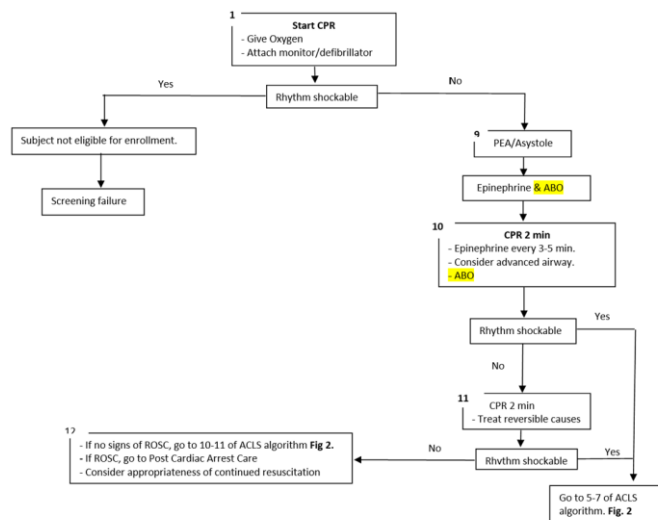 1
Start CPR
- Give Oxygen
- Attach monitor/defibrillator
Yes
No
Rhythm shockable
Subject not eligible for enrollment.
Screening failure
9
PEA/Asystole
Epinephrine & ABO
10
CPR 2 min
- Epinephrine every 3-5 min.
- Consider advanced airway.
- ABO
Rhythm shockable
Yes
No
11
CPR 2 min
- Treat reversible causes
12
- If no signs of ROSC, go to 10-11 of ACLS algorithm Fig 2.
- If ROSC, go to Post Cardiac Arrest Care
- Consider appropriateness of continued resuscitation
No
Rhythm shockable
Yes
Go to 5-7 of ACLS
algorithm. Fig. 2